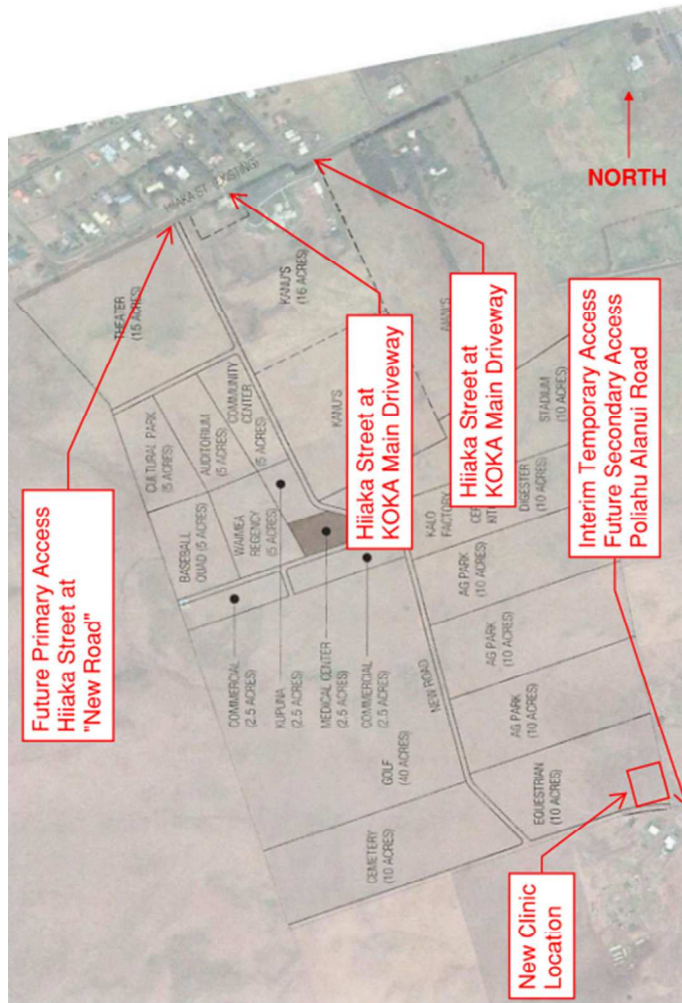 Future Primary Access
Hiiaka Street at
"New Road"
HIIAKA ST. (EXISTING)
THEATER
(15 ACRES)
CULTURAL PARK
(5 ACRES)
AUDITORIUM
(5 ACRES)
COMMUNITY
CENTER
(5 ACRES)
BASEBALL
QUAD (5 ACRES)
WAIMEA
REGENCY
(5 ACRES)
KANU'S
(16 ACRES)
KANU'S
Hiiaka Street at
KOKA Main Driveway
Hiiaka Street at
KOKA Main Driveway
NORTH
COMMERCIAL
(2.5 ACRES)
KUPUNA
(2.5 ACRES)
MEDICAL CENTER
(2.5 ACRES)
COMMERCIAL
(2.5 ACRES)
KALO
FACTORY
DIGESTER
(10 ACRES)
STADIUM
(10 ACRES)
Interim Temporary Access
Future Secondary Access
Poliahu Alanui Road
GOLF
(40 ACRES)
NEW ROAD
AG PARK
(10 ACRES)
AG PARK
(10 ACRES)
AG PARK
(10 ACRES)
CEMETERY
(10 ACRES)
EQUESTRIAN
(10 ACRES)
New Clinic
Location